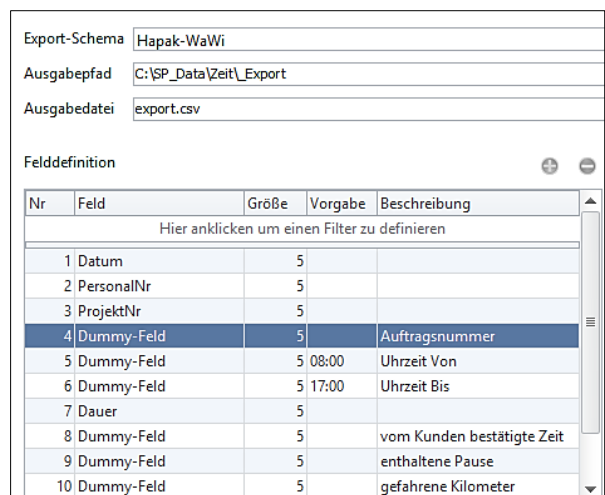 Export-Schema Hapak-WaWi
Ausgabepfad C:\SP_Data\Zeit\_Export
Ausgabedatei export.csv
Felddefinition
Nr Feld Größe Vorgabe Beschreibung
Hier anklicken um einen Filter zu definieren
1 Datum 5
2 PersonalNr 5
3 ProjektNr 5
4 Dummy-Feld 5 Auftragsnummer
5 Dummy-Feld 5 08:00 Uhrzeit Von
6 Dummy-Feld 5 17:00 Uhrzeit Bis
7 Dauer 5
8 Dummy-Feld 5 vom Kunden bestätigte Zeit
9 Dummy-Feld 5 enthaltene Pause
10 Dummy-Feld 5 gefahrene Kilometer